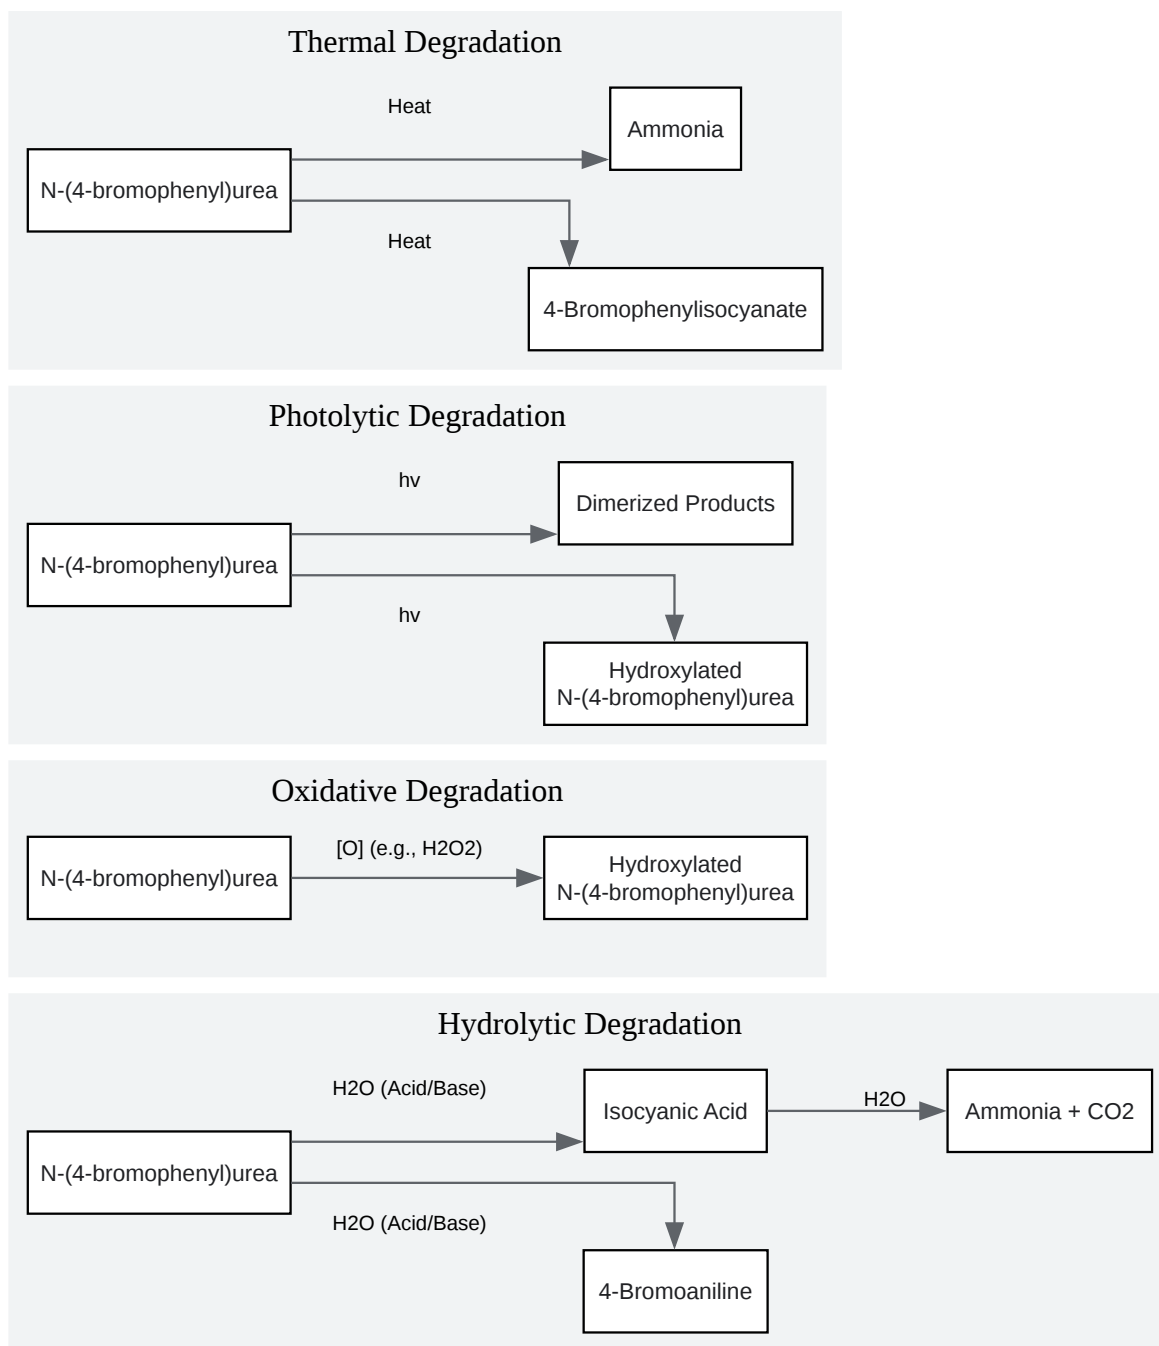 Thermal Degradation
Heat
Ammonia
N-(4-bromophenyl)urea
Heat
4-Bromophenylisocyanate
Photolytic Degradation
hv
Dimerized Products
N-(4-bromophenyl)urea
hv
Hydroxylated
N-(4-bromophenyl)urea
Oxidative Degradation
N-(4-bromophenyl)urea
[O] (e.g., H2O2)
Hydroxylated
N-(4-bromophenyl)urea
Hydrolytic Degradation
H2O (Acid/Base)
Isocyanic Acid
H2O
Ammonia + CO2
N-(4-bromophenyl)urea
H2O (Acid/Base)
4-Bromoaniline